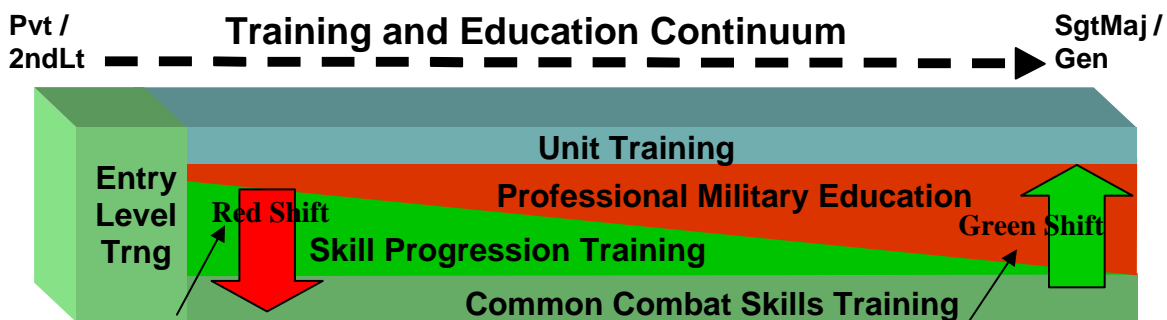 Pvt /
2ndLt
Training and Education Continuum
SgtMaj /
Gen
Unit Training
Entry
Level
Trng
Professional Military Education
Red Shift
Green Shift
Skill Progression Training
Common Combat Skills Training